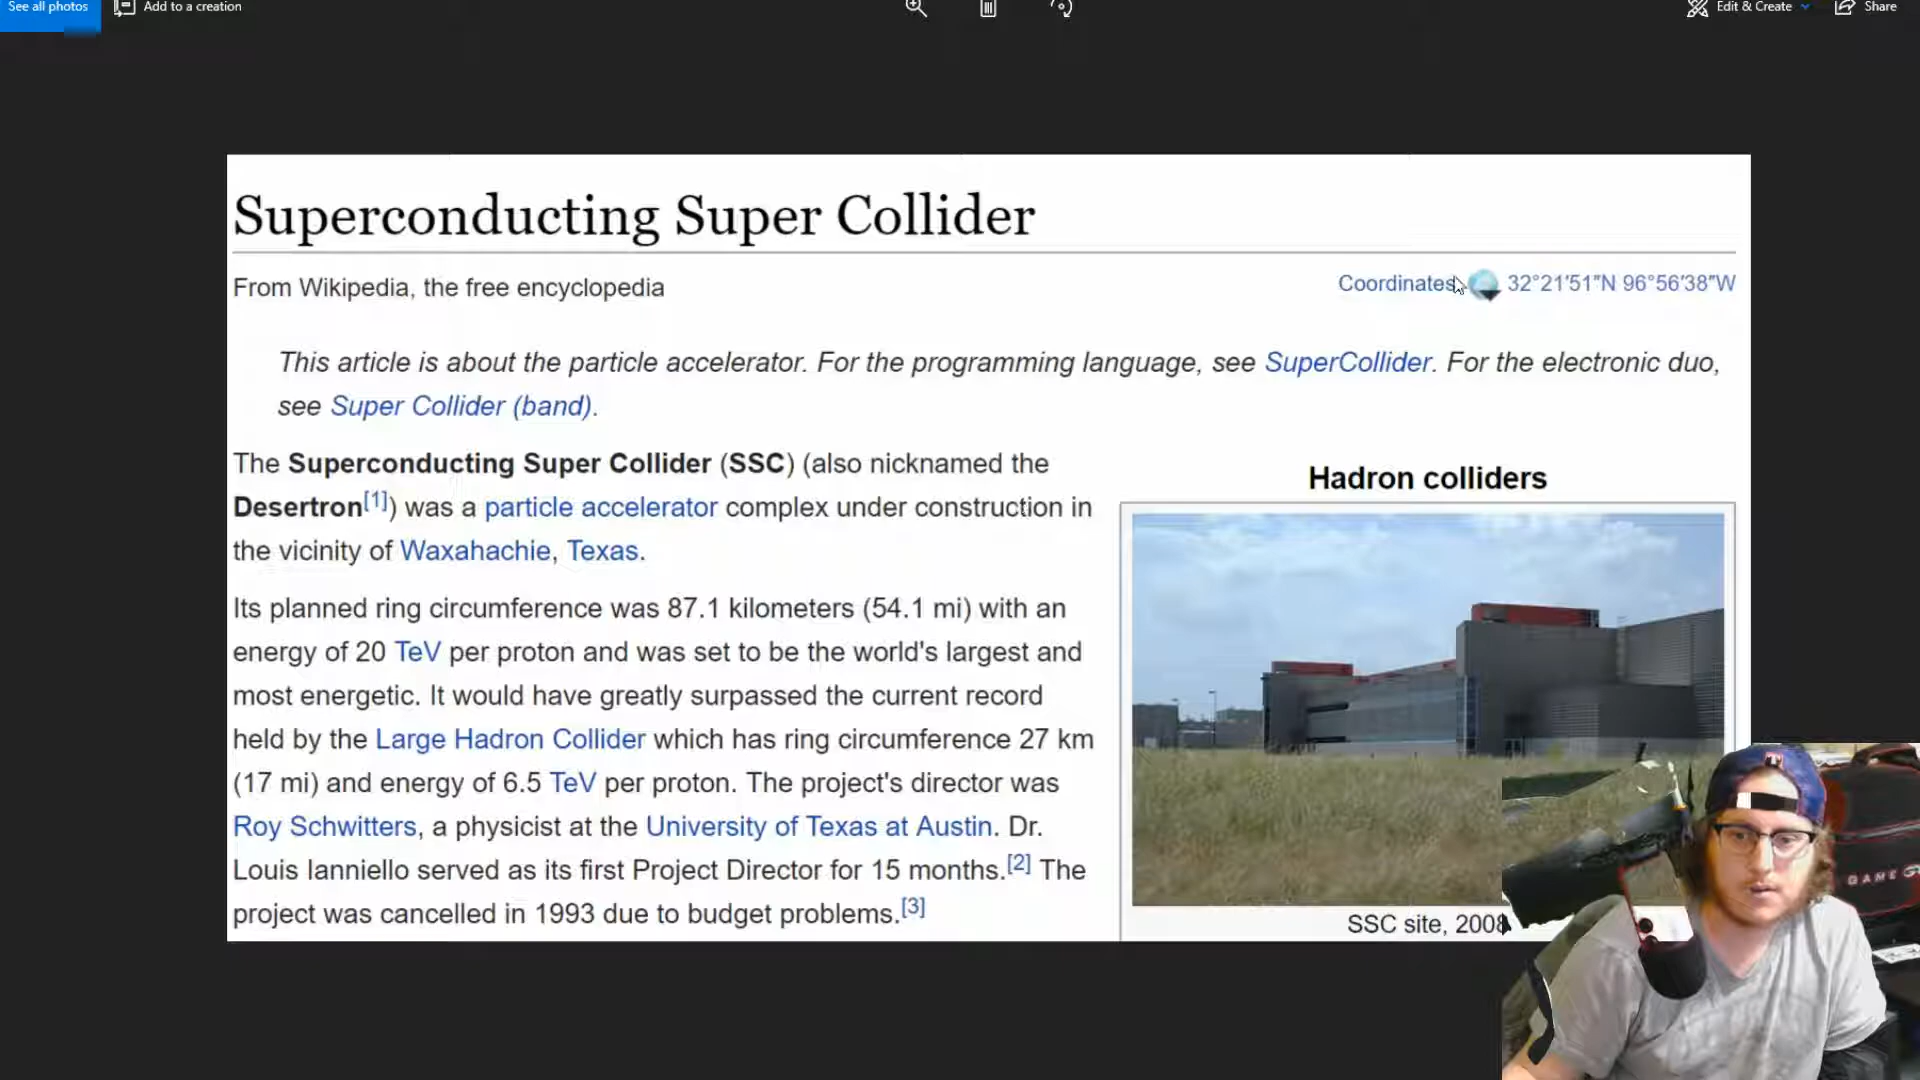 See all photos
Add to a creation
Edit & Create
Share
Superconducting Super Collider
From Wikipedia, the free encyclopedia
Coordinates 32°21′51″N 96°56′38″W
This article is about the particle accelerator. For the programming language, see SuperCollider. For the electronic duo,
see Super Collider (band).
The Superconducting Super Collider (SSC) (also nicknamed the
Desertron[1]) was a particle accelerator complex under construction in
the vicinity of Waxahachie, Texas.
Its planned ring circumference was 87.1 kilometers (54.1 mi) with an
energy of 20 TeV per proton and was set to be the world's largest and
most energetic. It would have greatly surpassed the current record
held by the Large Hadron Collider which has ring circumference 27 km
(17 mi) and energy of 6.5 TeV per proton. The project's director was
Roy Schwitters, a physicist at the University of Texas at Austin. Dr.
Louis Ianniello served as its first Project Director for 15 months.[2] The
project was cancelled in 1993 due to budget problems.[3]
Hadron colliders
SSC site, 2008
T
GAME